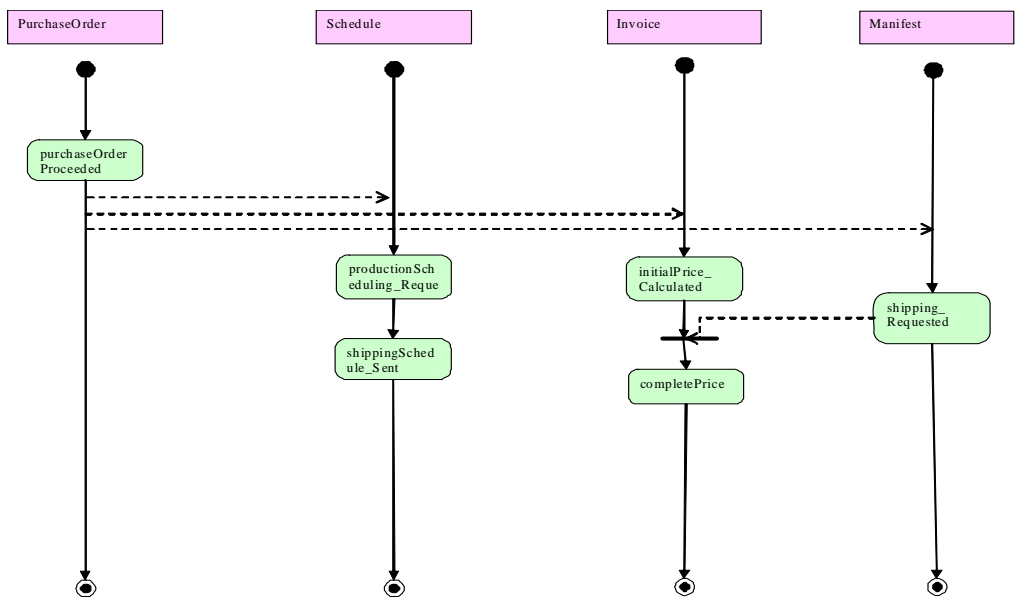 PurchaseOrder
Schedule
Invoice
Manifest
purchaseOrder
Proceeded
productionSch
eduling_Reque
initialPrice_
Calculated
shipping_
Requested
shippingSched
ule_Sent
completePrice